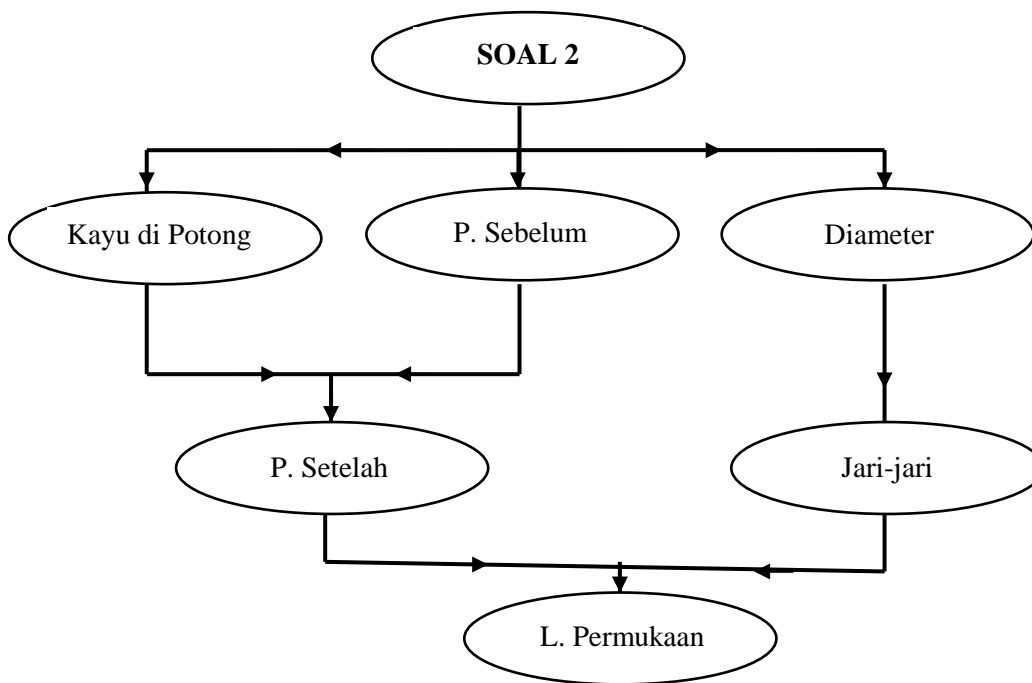 SOAL 2
Kayu di Potong
P. Sebelum
Diameter
P. Setelah
Jari-jari
L. Permukaan